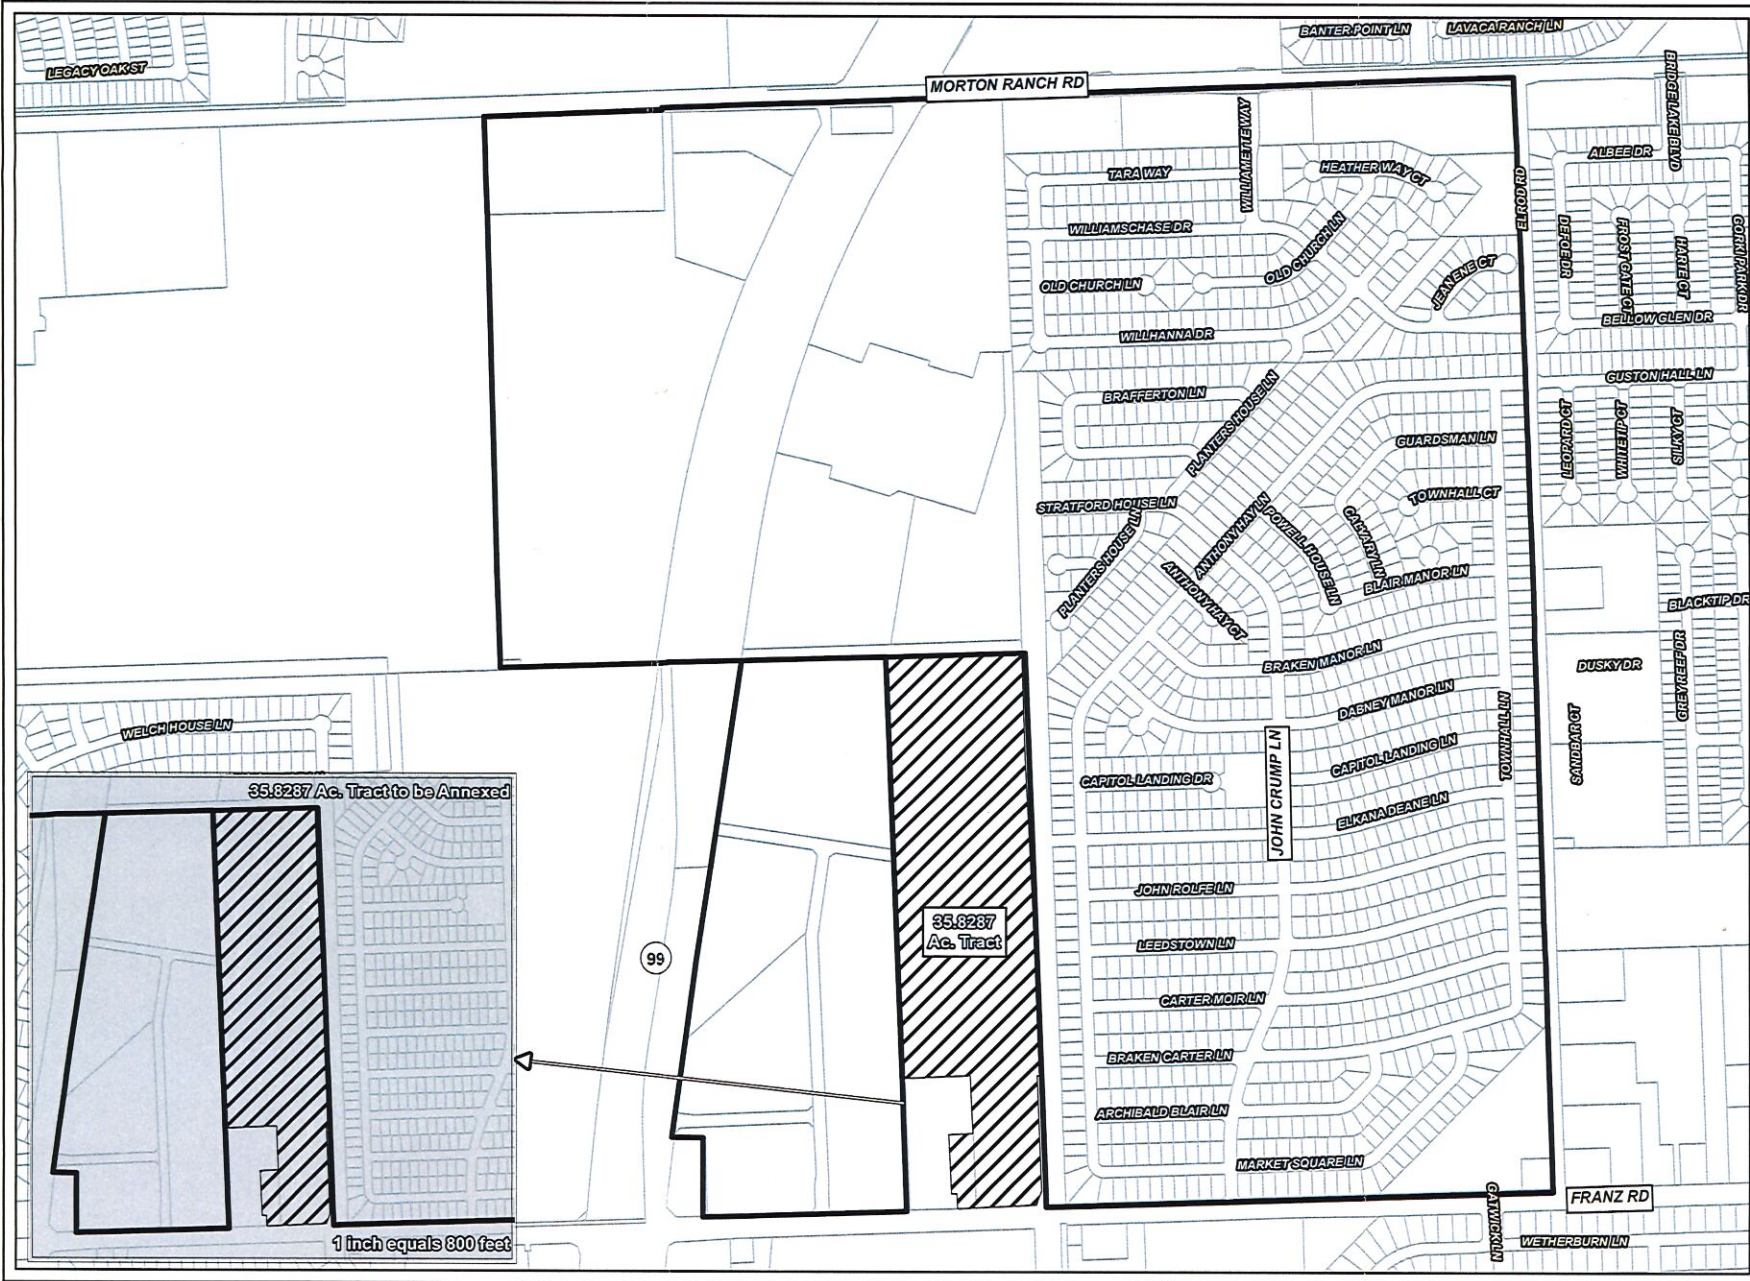 BANTER POINT LN
LAVACA RANCH LN
LEGACY OAK ST
MORTON RANCH RD
BRIDGE LAKE BLVD
WILLIAMETTE WAY
ALBEE DR
TARA WAY
HEATHER WAY CT
ELROD RD
WILLIAMSCHASE DR
OLD CHURCH LN
DEFOE DR
FROST GATE CT
HARTE CT
GORKI PARK DR
OLD CHURCH LN
JEANENE CT
BELLOW GLEN DR
WILLHANNA DR
GUSTON HALL LN
BRAFFERTON LN
PLANTERS HOUSE LN
LEOPARD CT
WHITETIP CT
SILKY CT
GUARDSMAN LN
TOWNHALL CT
STRATFORD HOUSE LN
PLANTERS HOUSE LN
ANTHONY HAY LN
POWELL HOUSE LN
CALVARY LN
ANTHONY HAY CT
BLAIR MANOR LN
BLACKTIP DR
BRAKEN MANOR LN
DUSKY DR
GREY REEF DR
DABNEY MANOR LN
TOWNHALL LN
SANDBAR CT
WELCH HOUSE LN
JOHN CRUMP LN
CAPITOL LANDING LN
CAPITOL LANDING DR
35.8287 Ac. Tract to be Annexed
ELKANA DEANE LN
JOHN ROLFE LN
35.8287
Ac. Tract
LEEDSTOWN LN
99
CARTER MOIR LN
BRAKEN CARTER LN
ARCHIBALD BLAIR LN
MARKET SQUARE LN
GATWICK LN
FRANZ RD
WETHERBURN LN
1 inch equals 800 feet